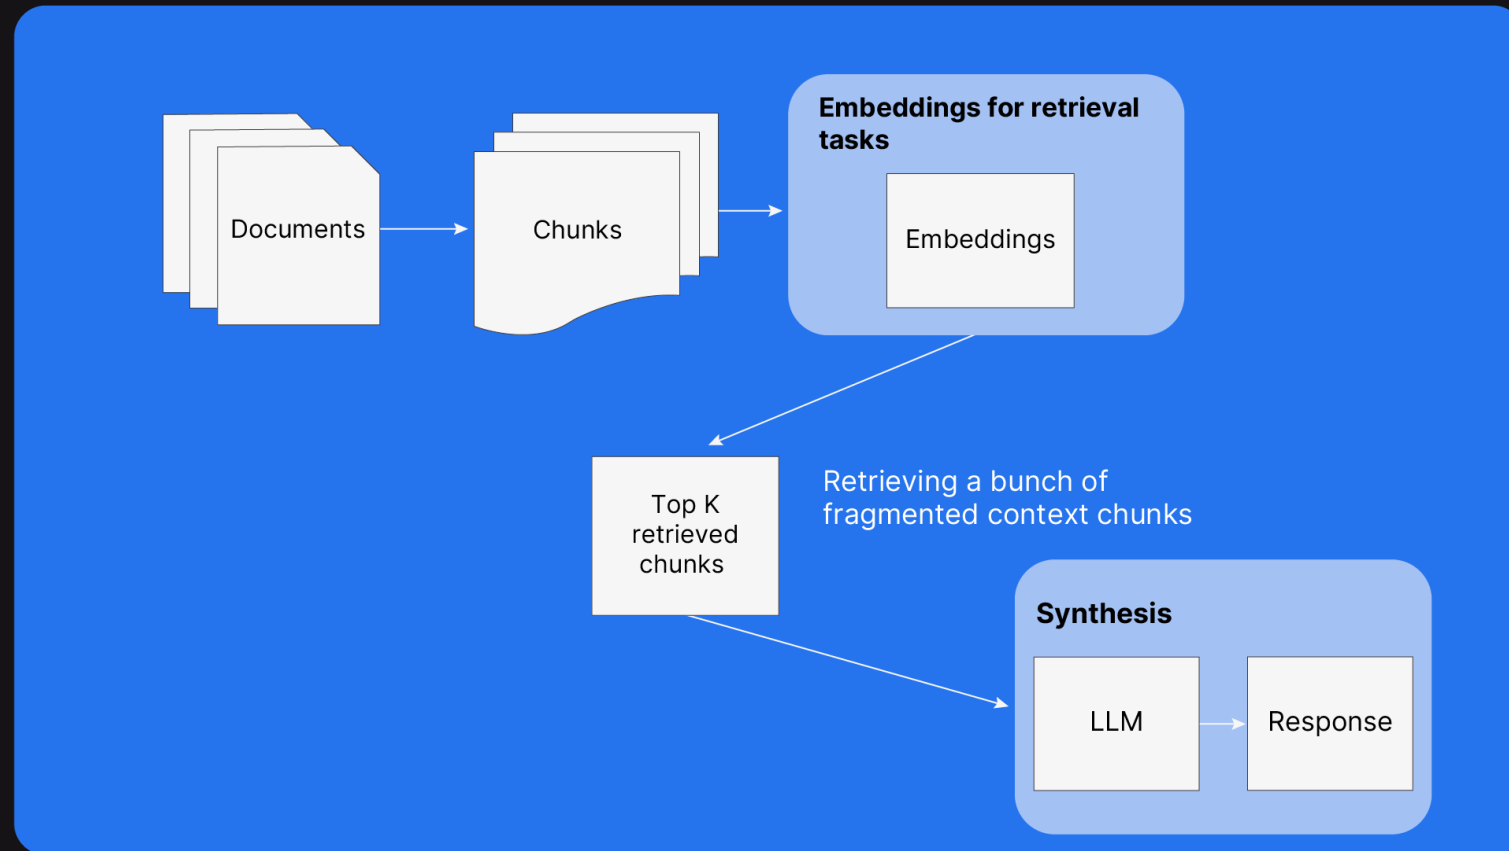 Documents
Chunks
Embeddings for retrieval
tasks
Embeddings
Top K
retrieved
chunks
Retrieving a bunch of
fragmented context chunks
Synthesis
LLM
Response